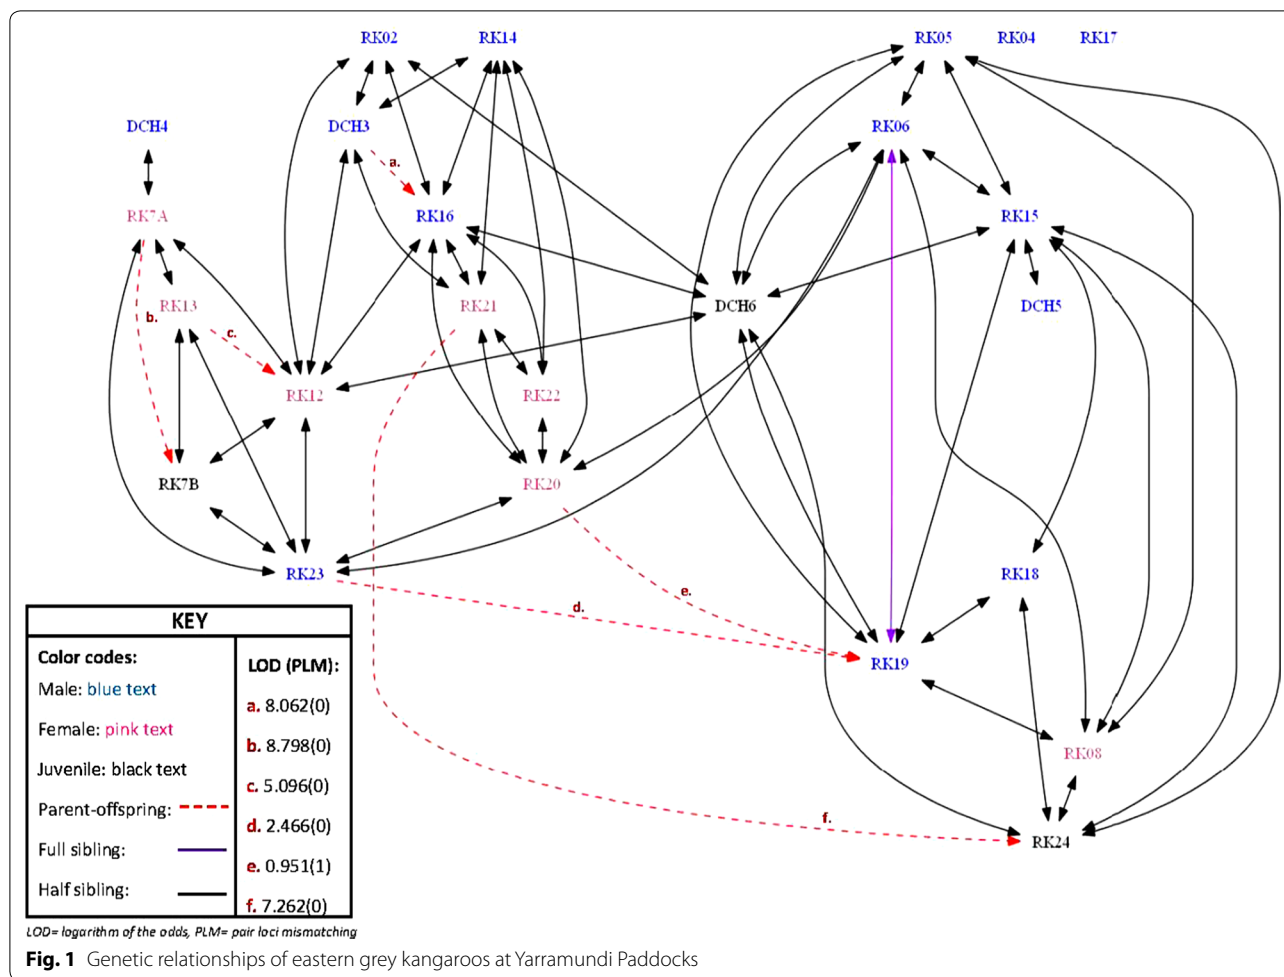 RK02 RK14 RK05 RK04 RK17
DCH4 DCH3 RK06
a.
RK7A RK16 RK15
RK13 RK21 DCH6 DCH5
b. c.
RK12 RK22
RK7B RK20
RK23 RK18
e.
d.
RK19
RK08
f.
RK24
KEY
Color codes:
Male: blue text
Female: pink text
Juvenile: black text
Parent-offspring:
Full sibling:
Half sibling:
LOD (PLM):
a. 8.062(0)
b. 8.798(0)
c. 5.096(0)
d. 2.466(0)
e. 0.951(1)
f. 7.262(0)
LOD= logarithm of the odds, PLM= pair loci mismatching
Fig. 1 Genetic relationships of eastern grey kangaroos at Yarramundi Paddocks